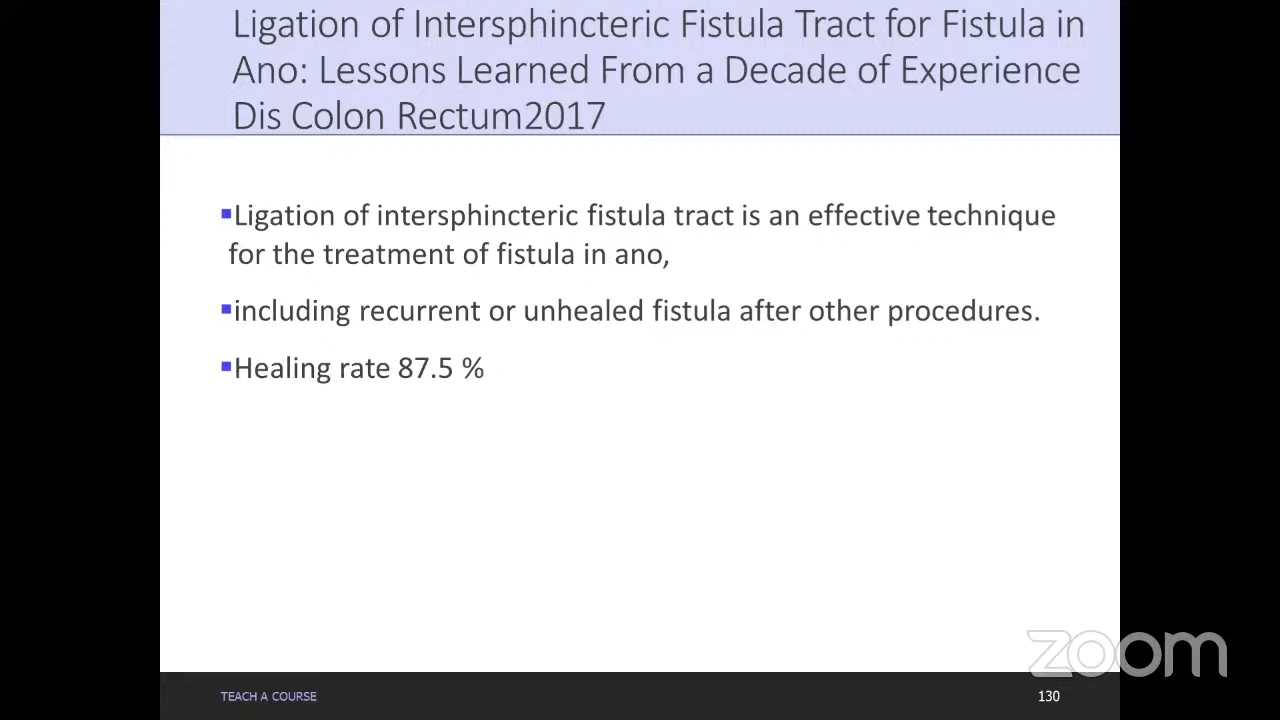 Ligation of Intersphincteric Fistula Tract for Fistula in
Ano: Lessons Learned From a Decade of Experience
Dis Colon Rectum2017
▪Ligation of intersphincteric fistula tract is an effective technique
for the treatment of fistula in ano,
▪including recurrent or unhealed fistula after other procedures.
▪Healing rate 87.5 %
zoom
TEACH A COURSE
130